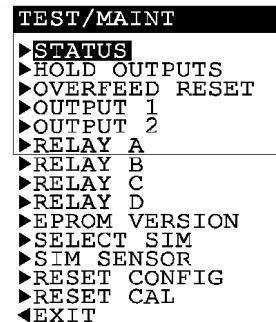 TEST/MAINT
▶STATUS
▶HOLD OUTPUTS
▶OVERFEED RESET
▶OUTPUT 1
▶OUTPUT 2
▶RELAY A
▶RELAY B
▶RELAY C
▶RELAY D
▶EPROM VERSION
▶SELECT SIM
▶SIM SENSOR
▶RESET CONFIG
▶RESET CAL
◀EXIT